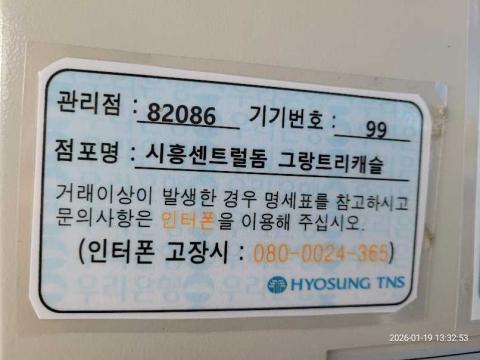 관리점 : 82086 기기번호 : 99
점포명 : 시흥센트럴돔 그랑트리캐슬
거래이상이 발생한 경우 명세표를 참고하시고
문의사항은 인터폰을 이용해 주십시오.
(인터폰 고장시 : 080-0024-365)
HYOSUNG TNS
우리은행
2026-01-19 13:32:53